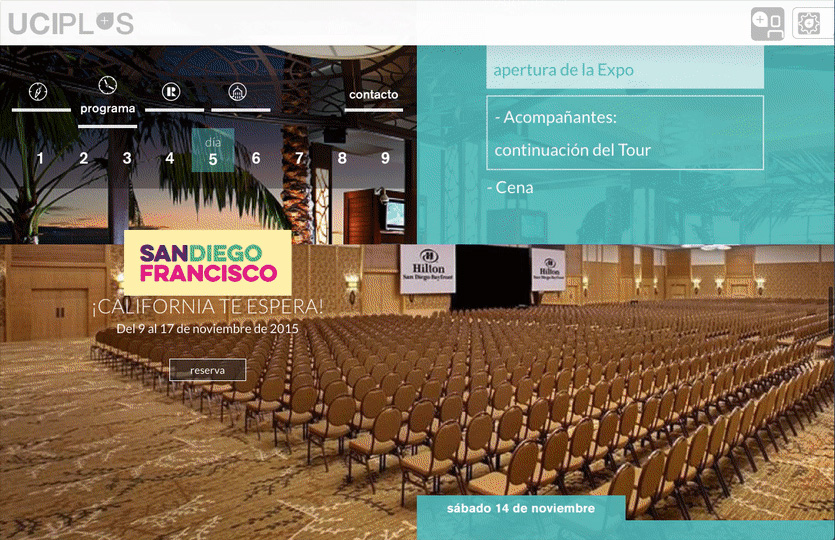 UCIPLUS
programa
contacto
día
1 2 3 4 5 6 7 8 9
apertura de la Expo
- Acompañantes:
continuación del Tour
- Cena
SANDIEGO
FRANCISCO
¡CALIFORNIA TE ESPERA!
Del 9 al 17 de noviembre de 2015
reserva
Hilton
San Diego Bayfront
Hilton
San Diego Bayfront
sábado 14 de noviembre